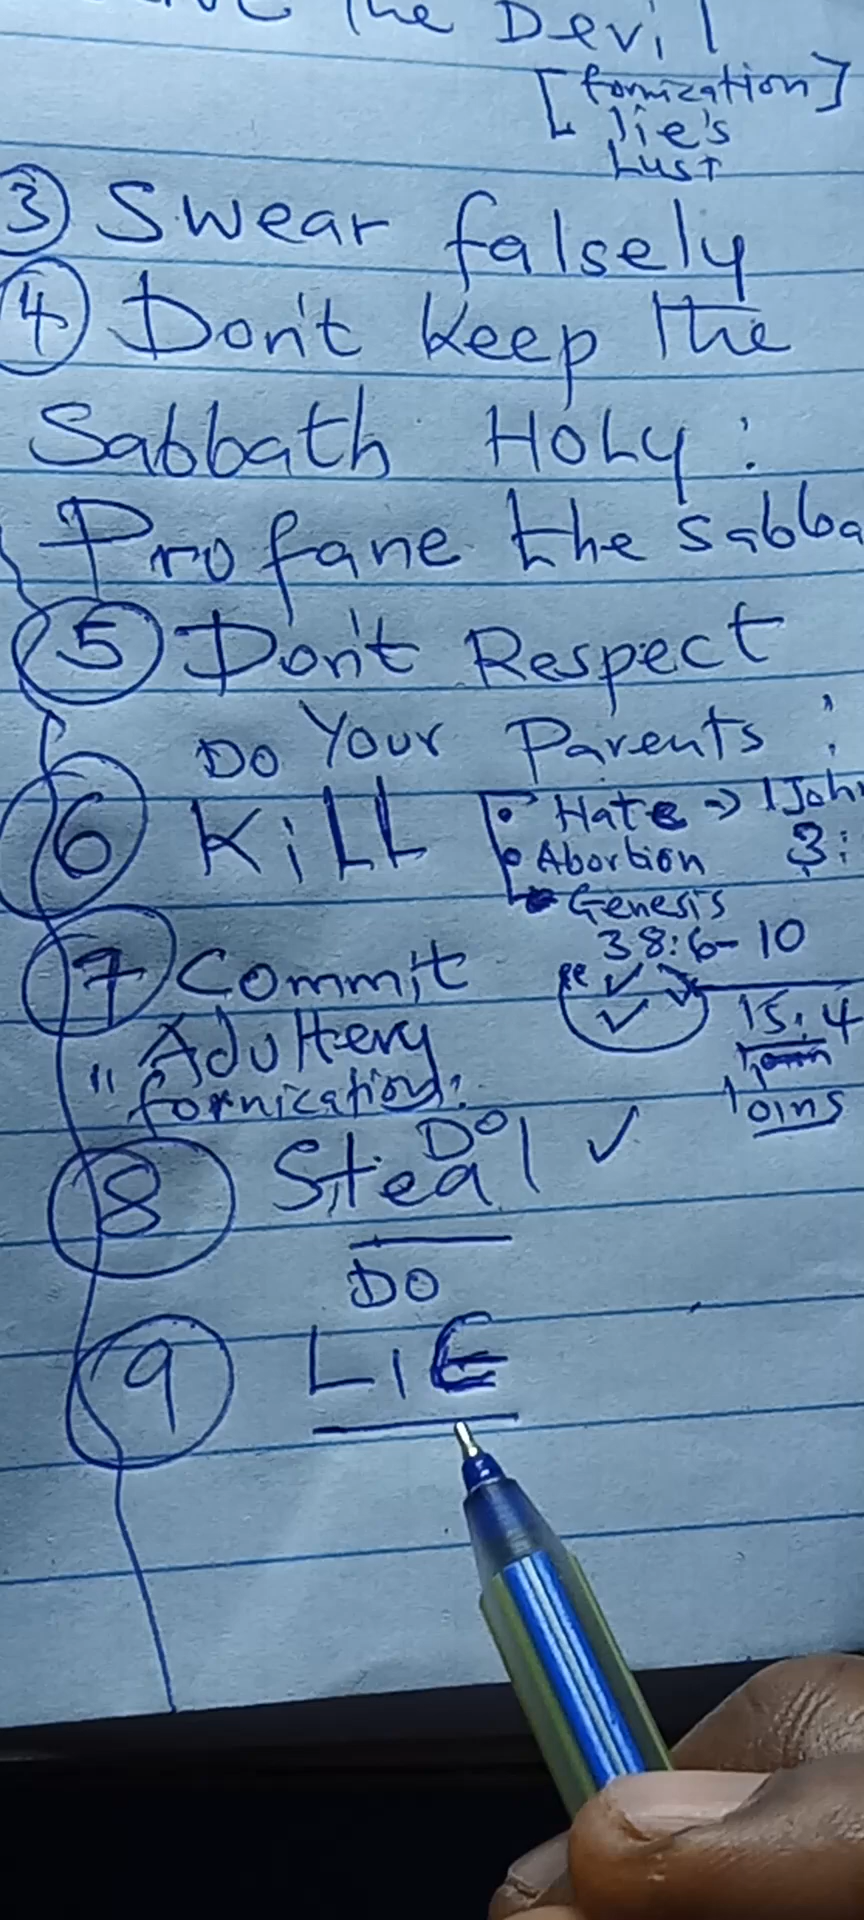 the Devil
[fornization]
lie's
Lust
③ Swear falsely
④ Don't Keep the
Sabbath HOLY:
Profane the Sabba
⑤ Don't Respect
DO Your Parents:
⑥ KiLL
• Hate → 1 John
• Abortion 3:
• Genesis
38:6-10
⑦ Commit
15:4
"Adultery
fornication:
loins
DO
⑧ Steal ✓
DO
⑨ LIE